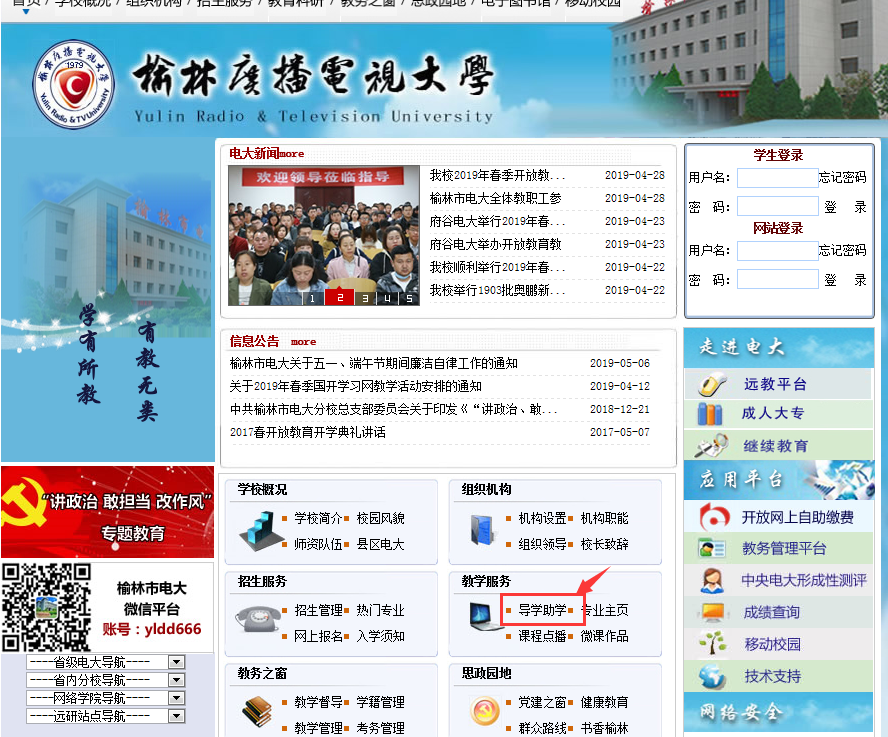 首页 / 学校概况 / 组织机构 / 招生服务 / 教育科研 / 教务之窗 / 思政园地 / 电子图书馆 / 移动校园
榆林廣播電視大學
1979
Yulin Radio & TV University
Yulin Radio & Television University
学有所教
有教无类
"讲政治 敢担当 改作风"
专题教育
榆林市电大
微信平台
账号：yldd666
----省级电大导航----
----省内分校导航----
----网络学院导航----
----远研站点导航----
电大新闻more
欢迎领导莅临指导
1 2 3 4 5
我校2019年春季开放教... 2019-04-28
榆林市电大全体教职工参 2019-04-28
府谷电大举行2019年春... 2019-04-23
府谷电大举办开放教育教 2019-04-23
我校顺利举行2019年春... 2019-04-22
我校举行1903批奥鹏新... 2019-04-22
信息公告 more
榆林市电大关于五一、端午节期间廉洁自律工作的通知 2019-05-06
关于2019年春季国开学习网教学活动安排的通知 2019-04-12
中共榆林市电大分校总支部委员会关于印发《“讲政治、敢... 2018-12-21
2017春开放教育开学典礼讲话 2017-05-07
学校概况
学校简介 校园风貌
师资队伍 县区电大
组织机构
机构设置 机构职能
组织领导 校长致辞
招生服务
招生管理 热门专业
网上报名 入学须知
教学服务
导学助学 专业主页
课程点播 微课作品
教务之窗
教学督导 学籍管理
教学管理 考务管理
思政园地
党建之窗 健康教育
群众路线 书香榆林
学生登录
用户名： 忘记密码
密 码： 登 录
网站登录
用户名： 忘记密码
密 码： 登 录
走进电大
远教平台
成人大专
继续教育
应用平台
开放网上自助缴费
教务管理平台
中央电大形成性测评
成绩查询
移动校园
技术支持
网络安全